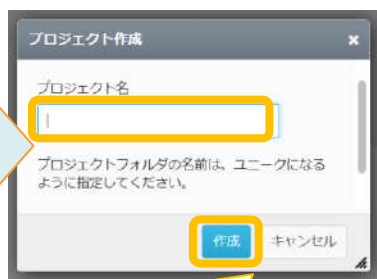 プロジェクト作成
プロジェクト名
プロジェクトフォルダの名前は、ユニークになる
ように指定してください。
作成 キャンセル